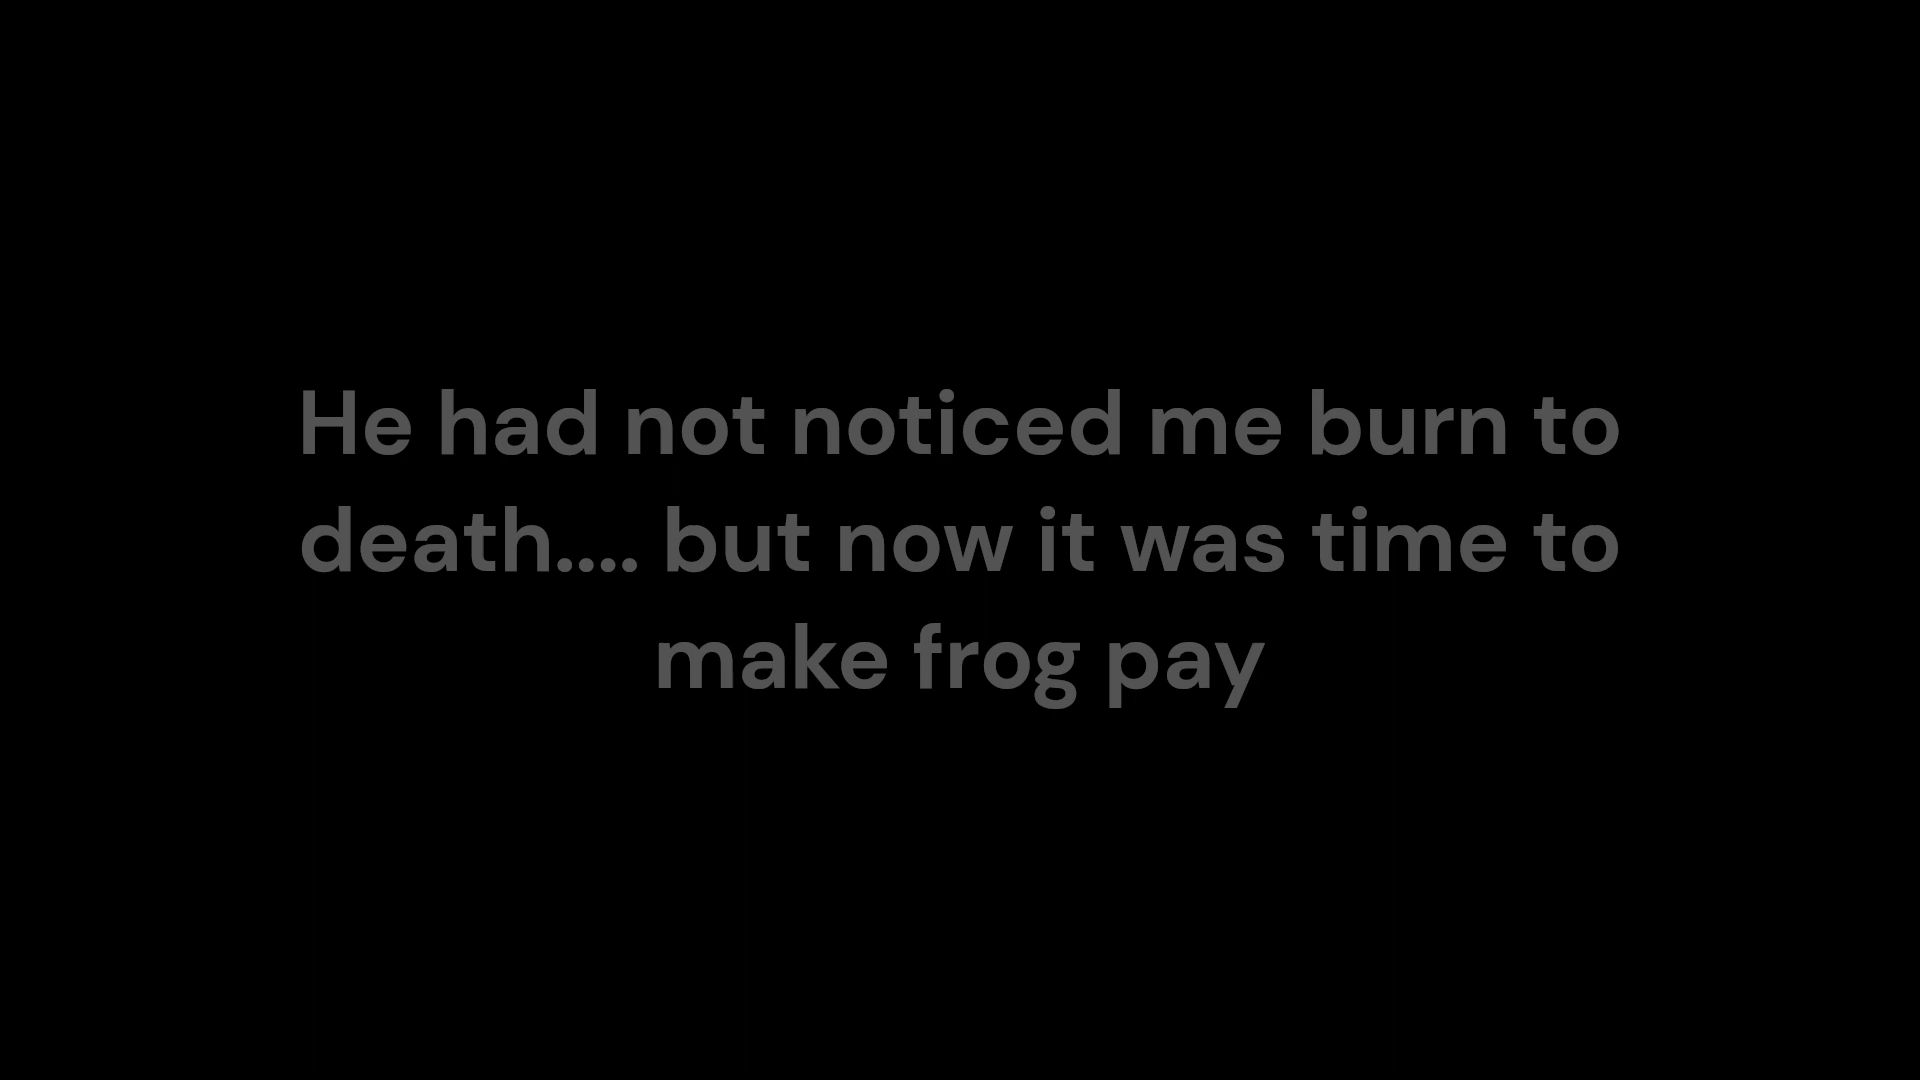 He had not noticed me burn to
death.... but now it was time to
make frog pay